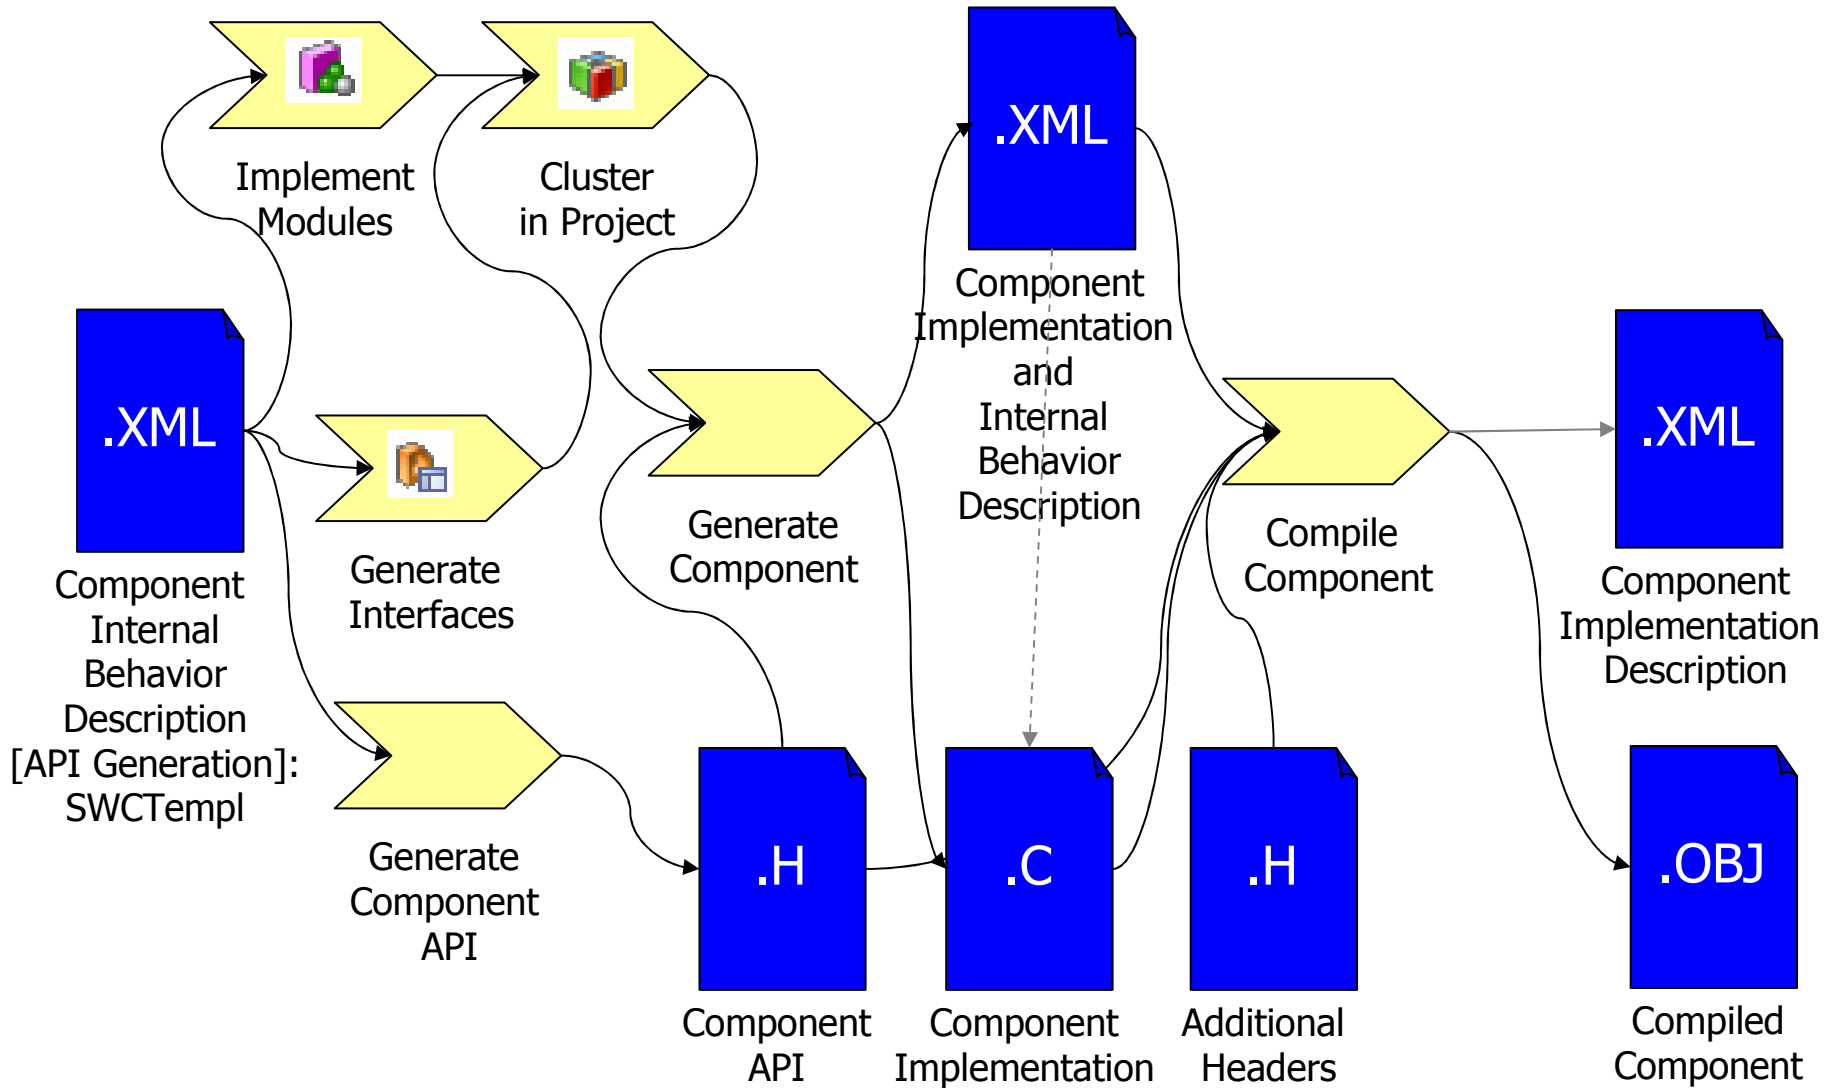 Implement
Modules
Cluster
in Project
.XML
Component
Implementation
and
Internal
Behavior
Description
.XML
Component
Internal
Behavior
Description
[API Generation]:
SWCTempl
Generate
Interfaces
Generate
Component
Compile
Component
.XML
Component
Implementation
Description
Generate
Component
API
.H
Component
API
.C
Component
Implementation
.H
Additional
Headers
.OBJ
Compiled
Component